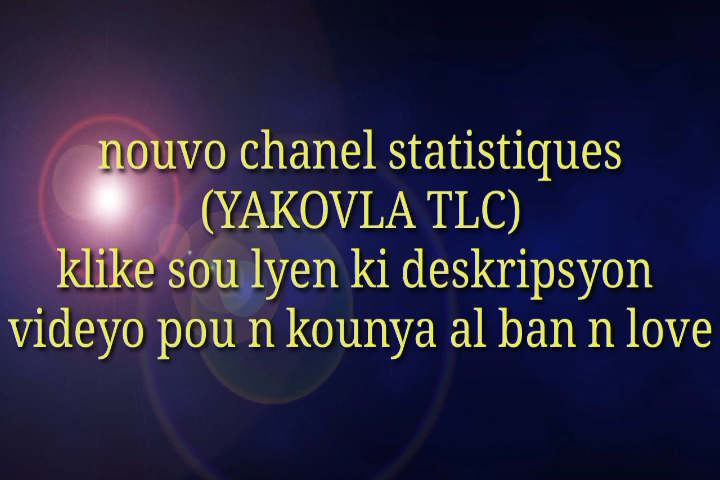 nouvo chanel statistiques
(YAKOVLA TLC)
klike sou lyen ki deskripsyon
videyo pou n kounya al ban n love